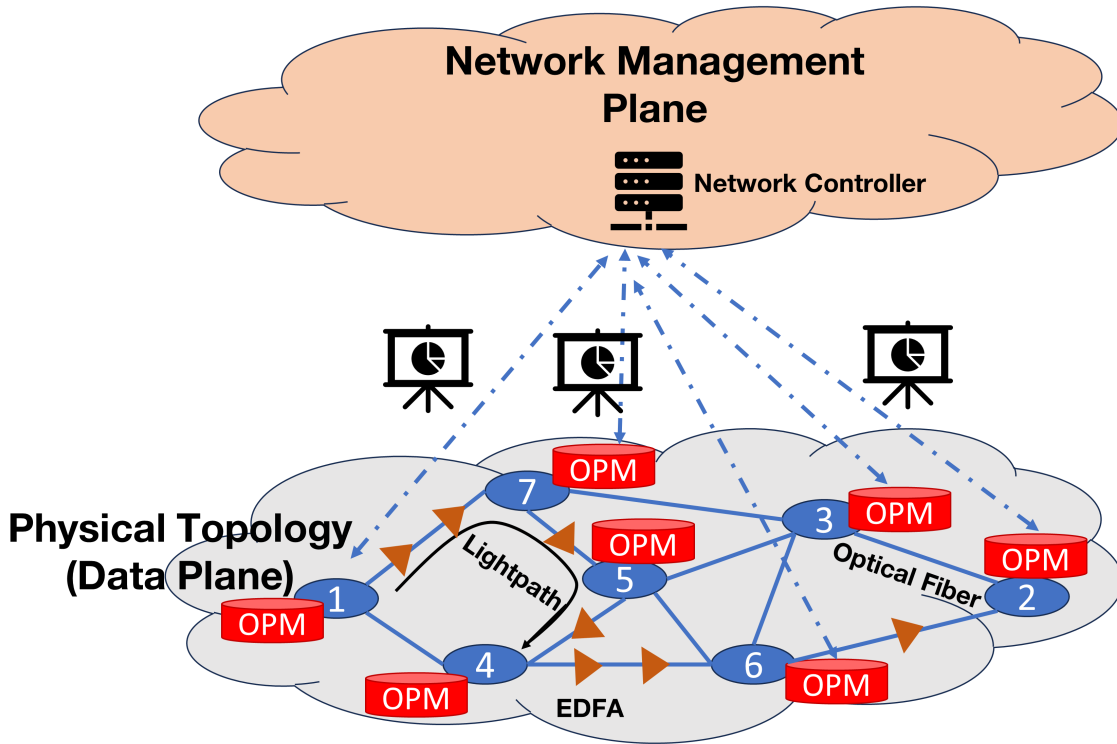 Network Management
Plane
Network Controller
OPM
7
OPM
3
OPM
Physical Topology
(Data Plane)
Lightpath
5
Optical Fiber
OPM
1
OPM
2
4
OPM
6
OPM
EDFA